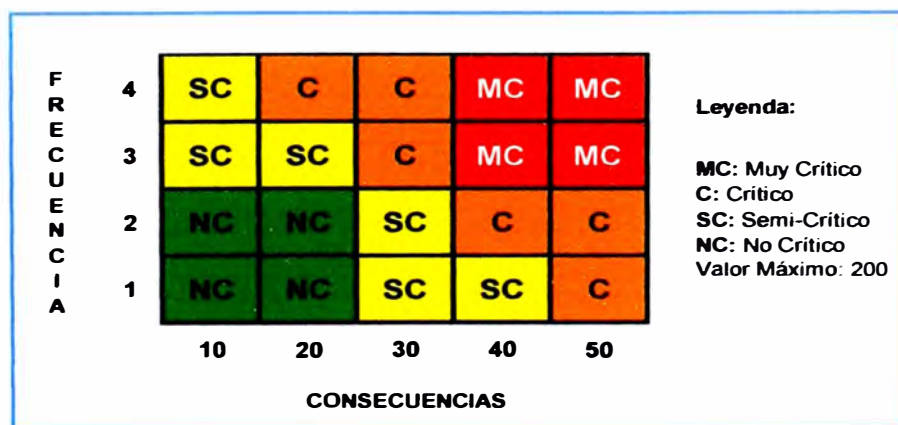 FRECUENCIA
4 SC C C MC MC
3 SC SC C MC MC
2 NC NC SC C C
1 NC NC SC SC C
10 20 30 40 50
CONSECUENCIAS
Leyenda:
MC: Muy Crítico
C: Crítico
SC: Semi-Crítico
NC: No Crítico
Valor Máximo: 200